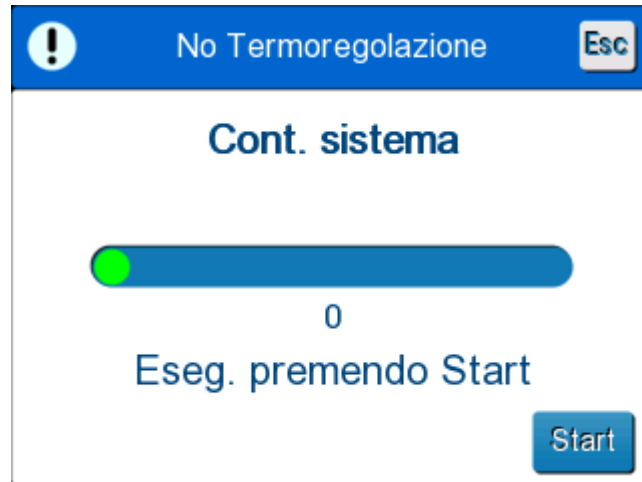 No Termoregolazione Esc
Cont. sistema
0
Eseg. premendo Start
Start